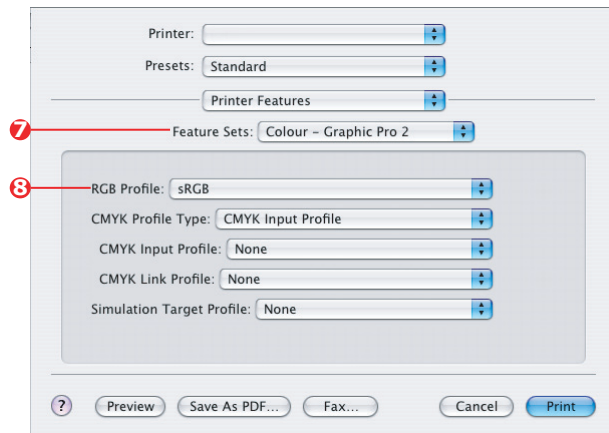 Printer:
Presets: Standard
Printer Features
7 Feature Sets: Colour – Graphic Pro 2
8 RGB Profile: sRGB
CMYK Profile Type: CMYK Input Profile
CMYK Input Profile: None
CMYK Link Profile: None
Simulation Target Profile: None
? Preview Save As PDF... Fax... Cancel Print